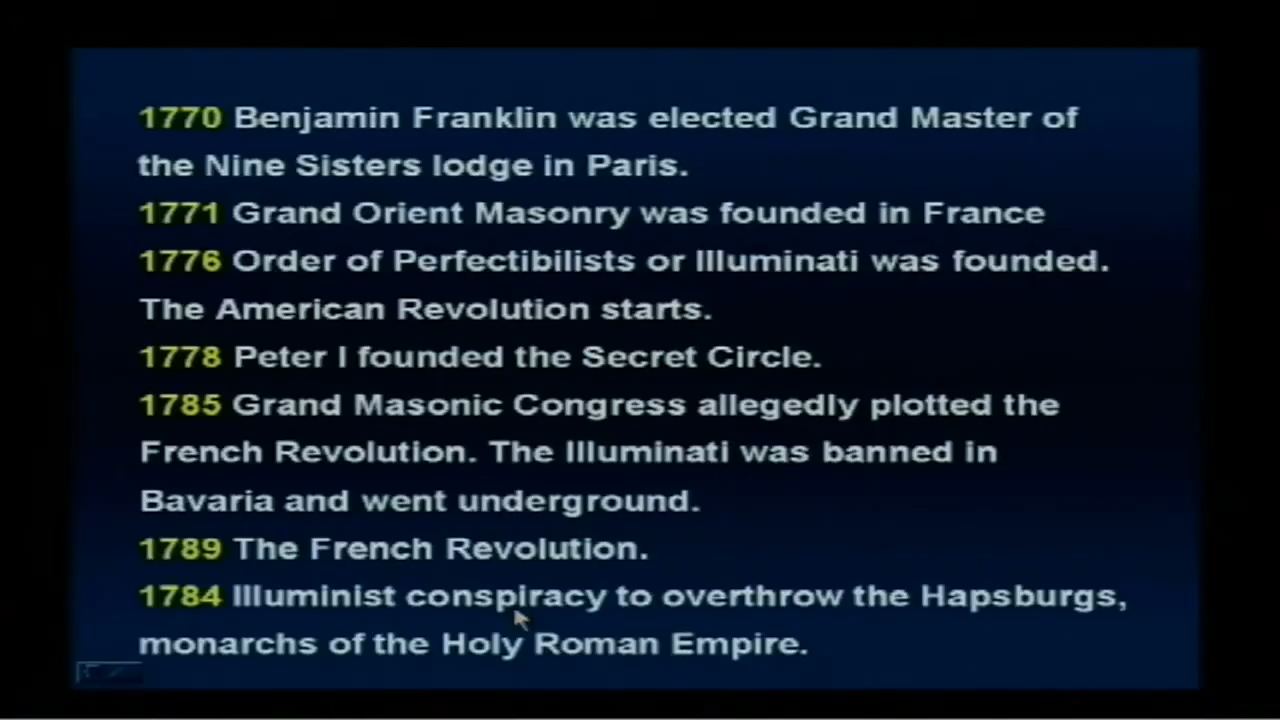 1770 Benjamin Franklin was elected Grand Master of
the Nine Sisters lodge in Paris.
1771 Grand Orient Masonry was founded in France
1776 Order of Perfectibilists or Illuminati was founded.
The American Revolution starts.
1778 Peter I founded the Secret Circle.
1785 Grand Masonic Congress allegedly plotted the
French Revolution. The Illuminati was banned in
Bavaria and went underground.
1789 The French Revolution.
1784 Illuminist conspiracy to overthrow the Hapsburgs,
monarchs of the Holy Roman Empire.